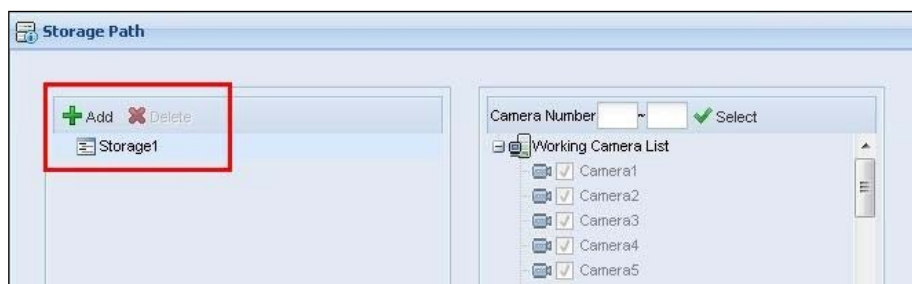 Storage Path
Add Delete
Storage1
Camera Number ~ Select
Working Camera List
Camera1
Camera2
Camera3
Camera4
Camera5